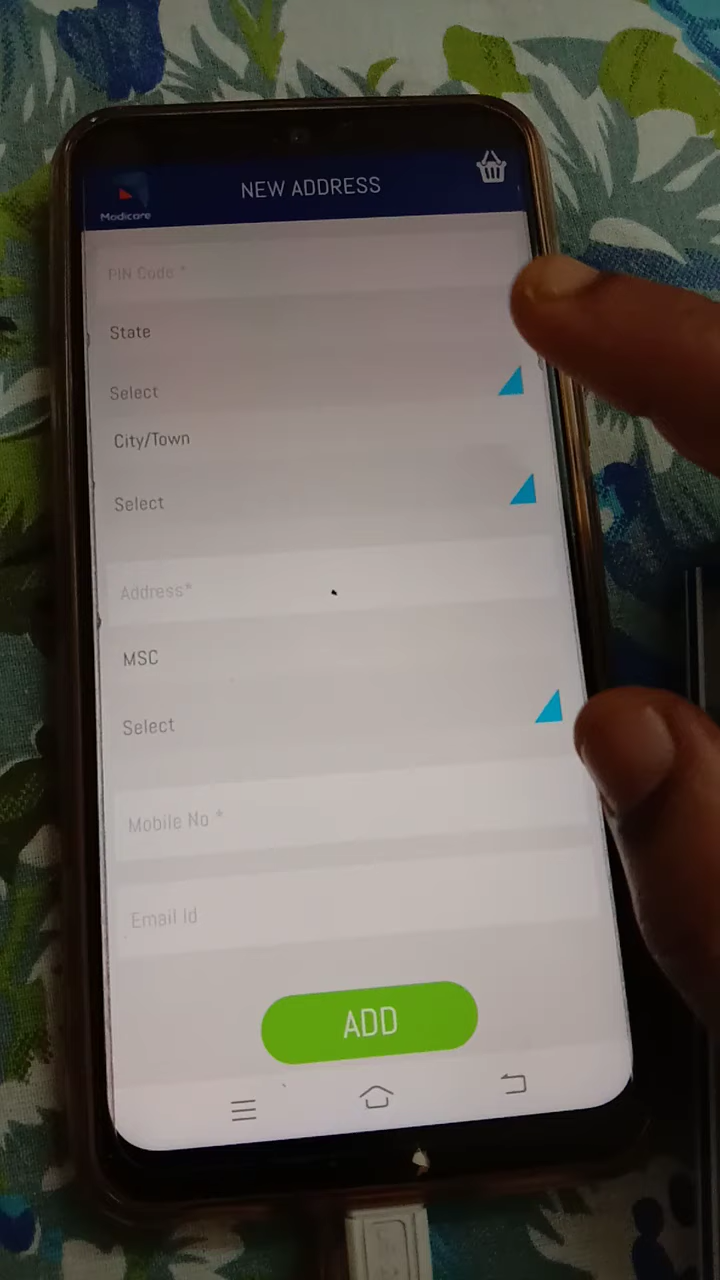 Modicare
NEW ADDRESS
PIN Code *
State
Select
City/Town
Select
Address*
MSC
Select
Mobile No *
Email Id
ADD